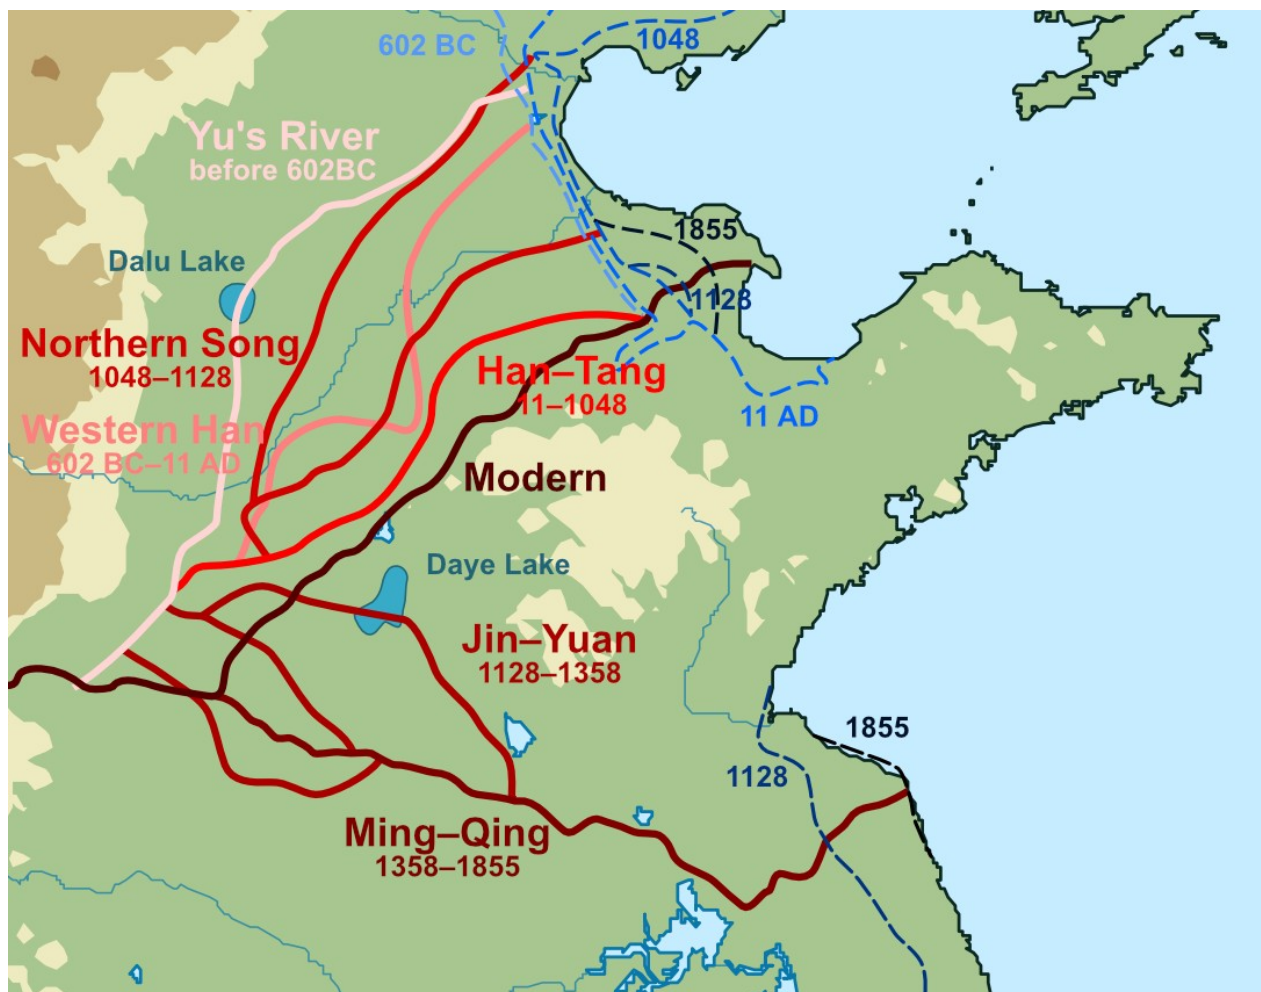 602 BC
1048
Yu's River
before 602BC
1855
Dalu Lake
1128
Northern Song
1048–1128
Han–Tang
11–1048
11 AD
Western Han
602 BC–11 AD
Modern
Daye Lake
Jin–Yuan
1128–1358
1855
1128
Ming–Qing
1358–1855